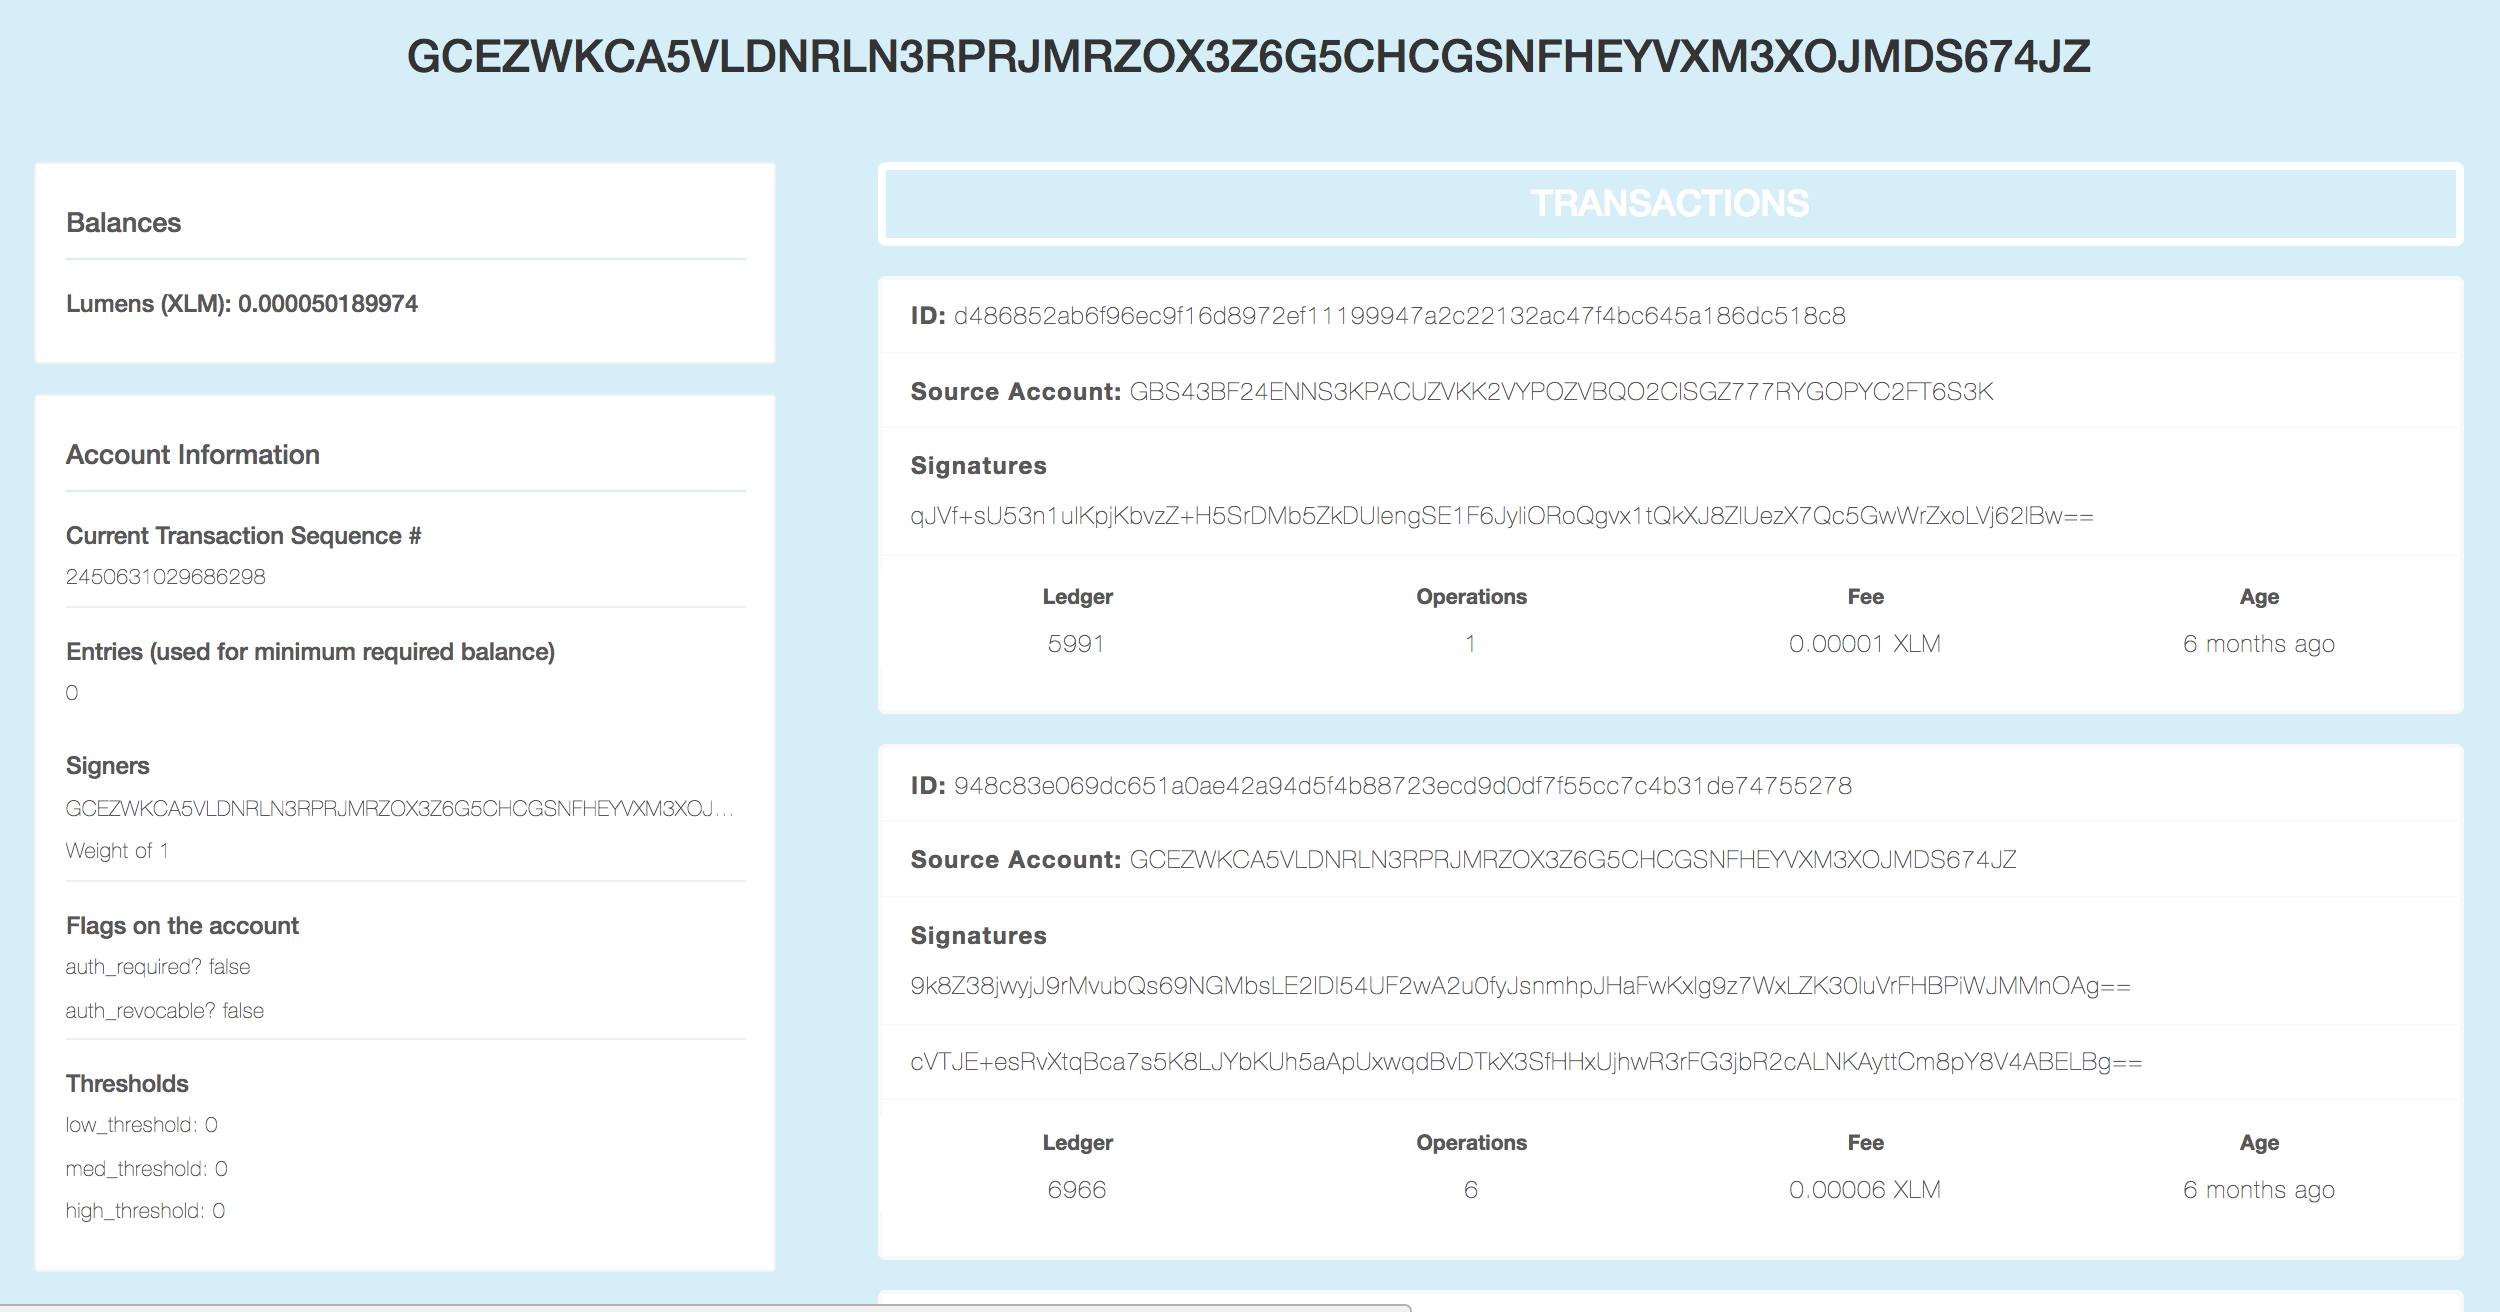 GCEZWKCA5VLDNRLN3RPRJMRZOX3Z6G5CHCGSNFHEYVXM3XOJMDS674JZ
Balances
Lumens (XLM): 0.000050189974
Account Information
Current Transaction Sequence #
2450631029686298
Entries (used for minimum required balance)
0
Signers
GCEZWKCA5VLDNRLN3RPRJMRZOX3Z6G5CHCGSNFHEYVXM3XOJ...
Weight of 1
Flags on the account
auth_required? false
auth_revocable? false
Thresholds
low_threshold: 0
med_threshold: 0
high_threshold: 0
TRANSACTIONS
ID: d486852ab6f96ec9f16d8972ef11199947a2c22132ac47f4bc645a186dc518c8
Source Account: GBS43BF24ENNS3KPACUZVKK2VYPOZVBQO2CISGZ777RYGOPYC2FT6S3K
Signatures
qJVf+sU53n1ulKpjKbvzZ+H5SrDMb5ZkDUlengSE1F6JyliORoQgvx1tQkXJ8ZlUezX7Qc5GwWrZxoLVj62IBw==
Ledger Operations Fee Age
5991 1 0.00001 XLM 6 months ago
ID: 948c83e069dc651a0ae42a94d5f4b88723ecd9d0df7f55cc7c4b31de74755278
Source Account: GCEZWKCA5VLDNRLN3RPRJMRZOX3Z6G5CHCGSNFHEYVXM3XOJMDS674JZ
Signatures
9k8Z38jwyjJ9rMvubQs69NGMbsLE2IDI54UF2wA2u0fyJsnmhpJHaFwKxlg9z7WxLZK30IuVrFHBPiWJMMnOAg==
cVTJE+esRvXtqBca7s5K8LJYbKUh5aApUxwqdBvDTkX3SfHHxUjhwR3rFG3jbR2cALNKAyttCm8pY8V4ABELBg==
Ledger Operations Fee Age
6966 6 0.00006 XLM 6 months ago